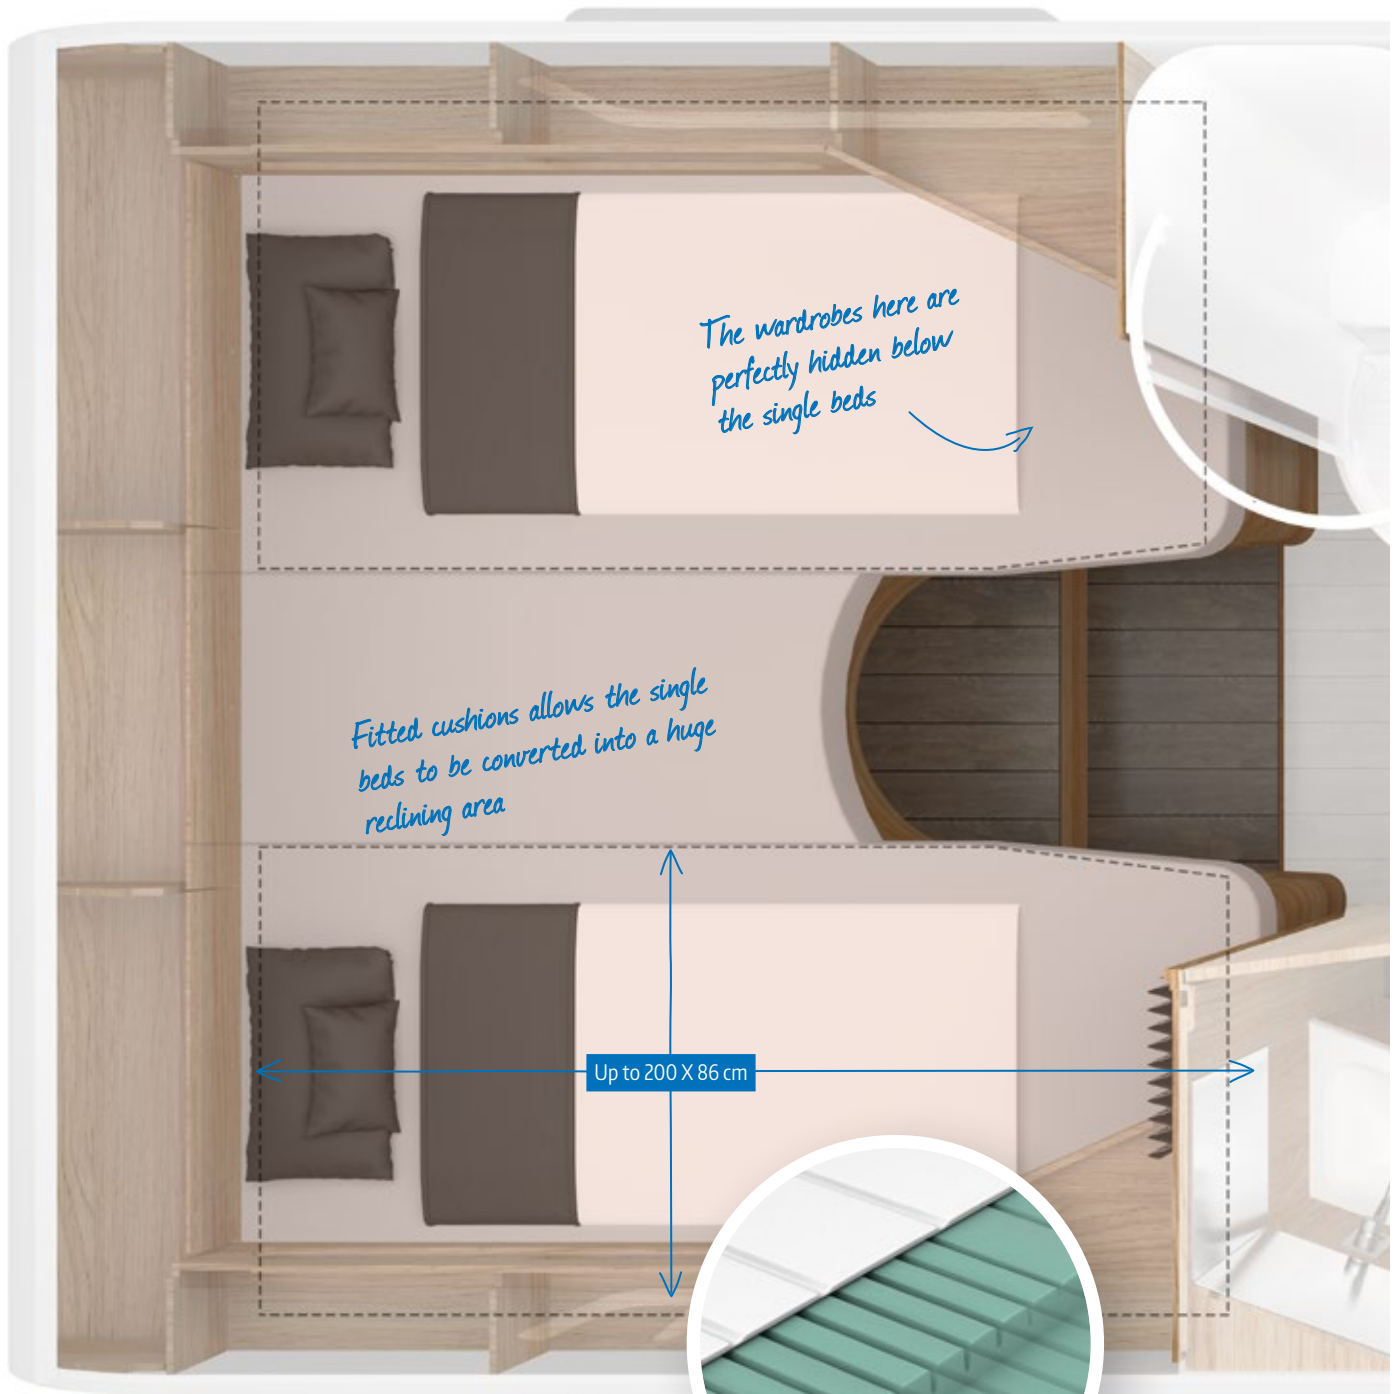 The wardrobes here are
perfectly hidden below
the single beds
Fitted cushions allows the single
beds to be converted into a huge
reclining area
Up to 200 X 86 cm